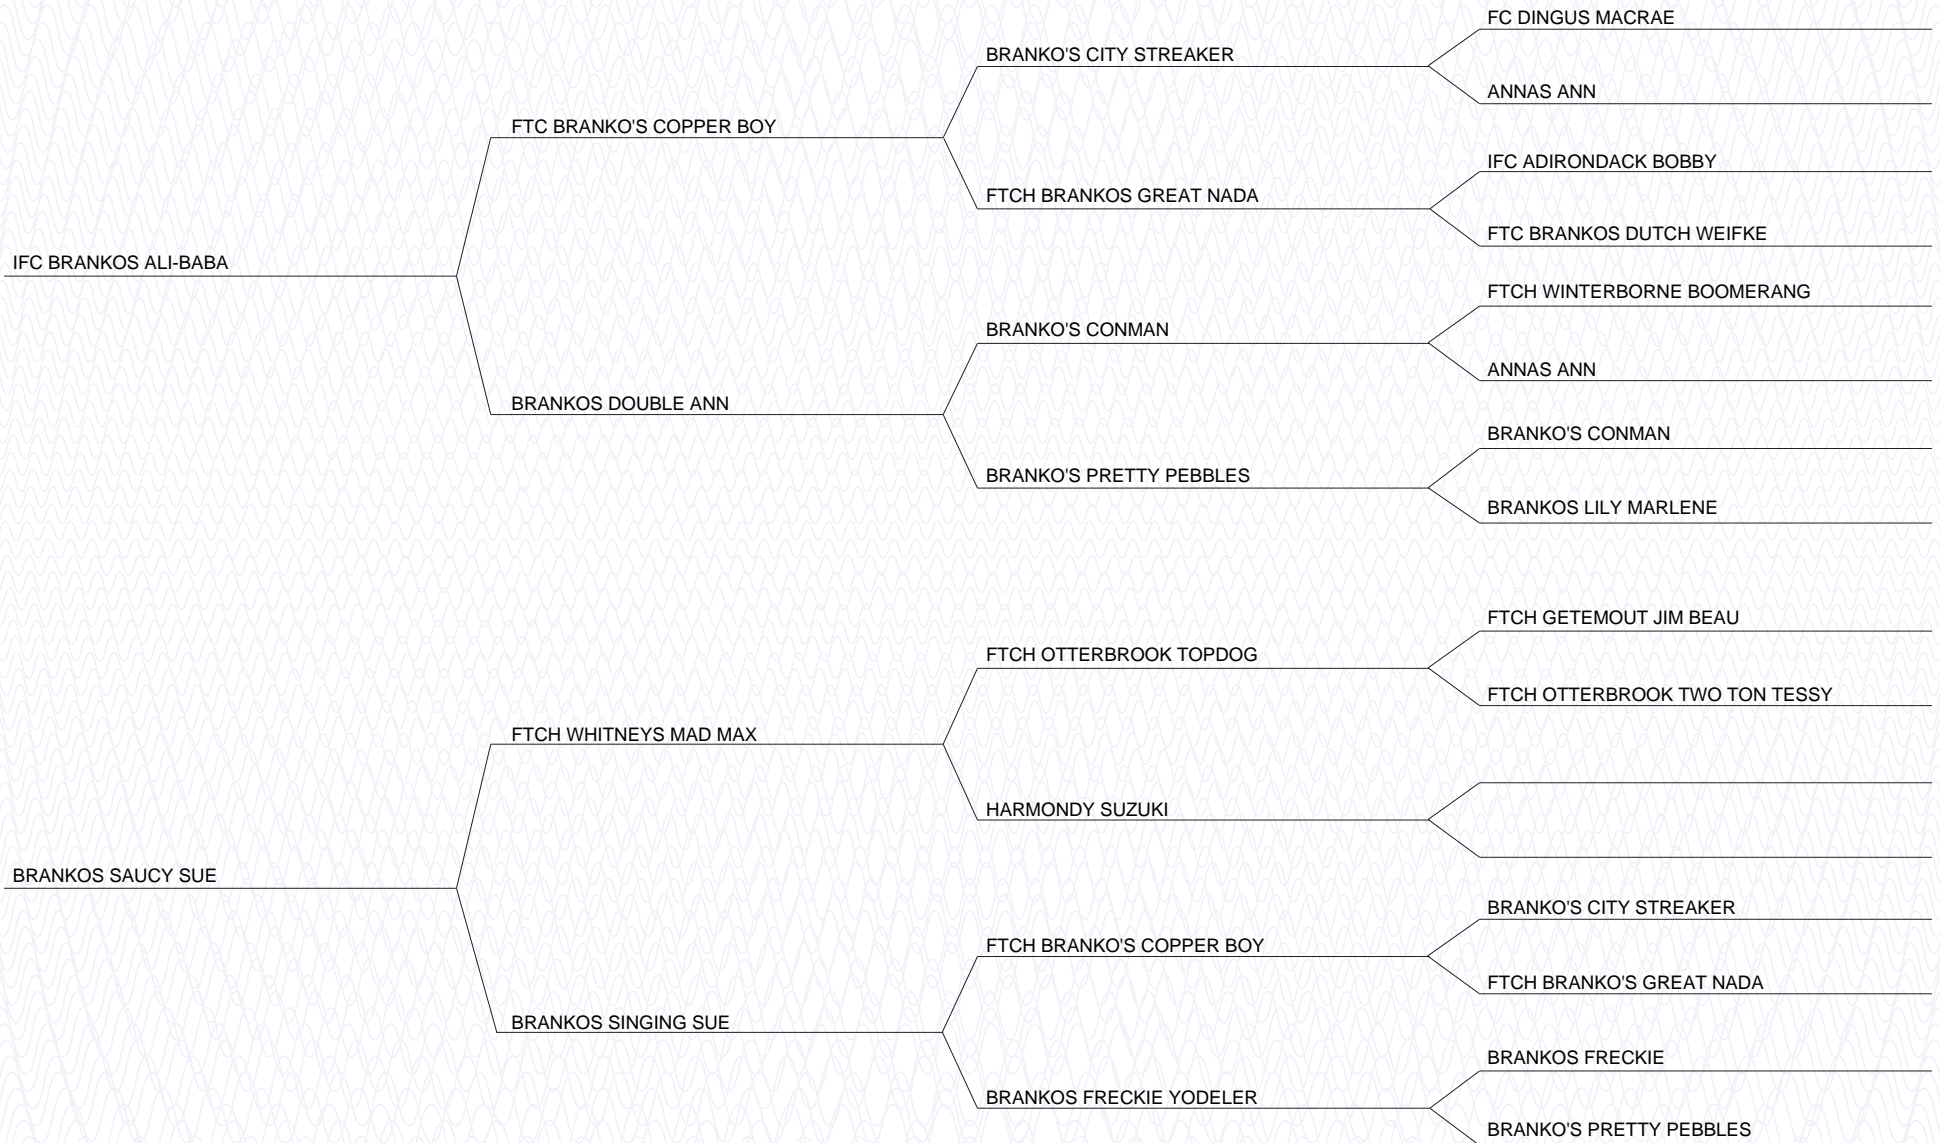 FC DINGUS MACRAE
BRANKO'S CITY STREAKER
ANNAS ANN
FTC BRANKO'S COPPER BOY
IFC ADIRONDACK BOBBY
FTCH BRANKOS GREAT NADA
FTC BRANKOS DUTCH WEIFKE
IFC BRANKOS ALI-BABA
FTCH WINTERBORNE BOOMERANG
BRANKO'S CONMAN
ANNAS ANN
BRANKOS DOUBLE ANN
BRANKO'S CONMAN
BRANKO'S PRETTY PEBBLES
BRANKOS LILY MARLENE
FTCH GETEMOUT JIM BEAU
FTCH OTTERBROOK TOPDOG
FTCH OTTERBROOK TWO TON TESSY
FTCH WHITNEYS MAD MAX
HARMONDY SUZUKI
BRANKOS SAUCY SUE
BRANKO'S CITY STREAKER
FTCH BRANKO'S COPPER BOY
FTCH BRANKO'S GREAT NADA
BRANKOS SINGING SUE
BRANKOS FRECKIE
BRANKOS FRECKIE YODELER
BRANKO'S PRETTY PEBBLES